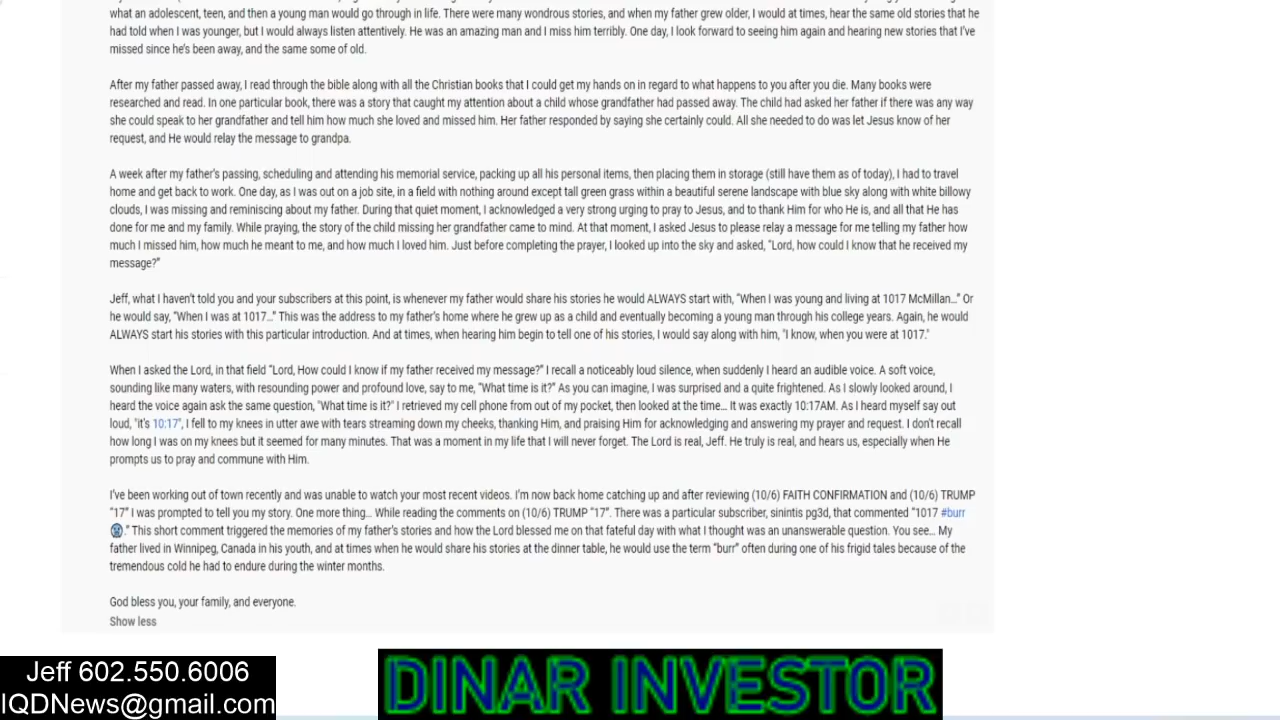 what an adolescent, teen, and then a young man would go through in life. There were many wondrous stories, and when my father grew older, I would at times, hear the same old stories that he
had told when I was younger, but I would always listen attentively. He was an amazing man and I miss him terribly. One day, I look forward to seeing him again and hearing new stories that I've
missed since he's been away, and the same some of old.
After my father passed away, I read through the bible along with all the Christian books that I could get my hands on in regard to what happens to you after you die. Many books were
researched and read. In one particular book, there was a story that caught my attention about a child whose grandfather had passed away. The child had asked her father if there was any way
she could speak to her grandfather and tell him how much she loved and missed him. Her father responded by saying she certainly could. All she needed to do was let Jesus know of her
request, and He would relay the message to grandpa.
A week after my father's passing, scheduling and attending his memorial service, packing up all his personal items, then placing them in storage (still have them as of today), I had to travel
home and get back to work. One day, as I was out on a job site, in a field with nothing around except tall green grass within a beautiful serene landscape with blue sky along with white billowy
clouds, I was missing and reminiscing about my father. During that quiet moment, I acknowledged a very strong urging to pray to Jesus, and to thank Him for who He is, and all that He has
done for me and my family. While praying, the story of the child missing her grandfather came to mind. At that moment, I asked Jesus to please relay a message for me telling my father how
much I missed him, how much he meant to me, and how much I loved him. Just before completing the prayer, I looked up into the sky and asked, "Lord, how could I know that he received my
message?"
Jeff, what I haven't told you and your subscribers at this point, is whenever my father would share his stories he would ALWAYS start with, "When I was young and living at 1017 McMillan…" Or
he would say, "When I was at 1017…" This was the address to my father's home where he grew up as a child and eventually becoming a young man through his college years. Again, he would
ALWAYS start his stories with this particular introduction. And at times, when hearing him begin to tell one of his stories, I would say along with him, "I know, when you were at 1017."
When I asked the Lord, in that field "Lord, How could I know if my father received my message?" I recall a noticeably loud silence, when suddenly I heard an audible voice. A soft voice,
sounding like many waters, with resounding power and profound love, say to me, "What time is it?" As you can imagine, I was surprised and a quite frightened. As I slowly looked around, I
heard the voice again ask the same question, "What time is it?" I retrieved my cell phone from out of my pocket, then looked at the time… It was exactly 10:17AM. As I heard myself say out
loud, "it's 10:17", I fell to my knees in utter awe with tears streaming down my cheeks, thanking Him, and praising Him for acknowledging and answering my prayer and request. I don't recall
how long I was on my knees but it seemed for many minutes. That was a moment in my life that I will never forget. The Lord is real, Jeff. He truly is real, and hears us, especially when He
prompts us to pray and commune with Him.
I've been working out of town recently and was unable to watch your most recent videos. I'm now back home catching up and after reviewing (10/6) FAITH CONFIRMATION and (10/6) TRUMP
"17" I was prompted to tell you my story. One more thing… While reading the comments on (10/6) TRUMP "17". There was a particular subscriber, sinintis pg3d, that commented "1017 #burr
🥶." This short comment triggered the memories of my father's stories and how the Lord blessed me on that fateful day with what I thought was an unanswerable question. You see… My
father lived in Winnipeg, Canada in his youth, and at times when he would share his stories at the dinner table, he would use the term "burr" often during one of his frigid tales because of the
tremendous cold he had to endure during the winter months.
God bless you, your family, and everyone.
Show less
Jeff 602.550.6006
IQDNews@gmail.com
DINAR INVESTOR